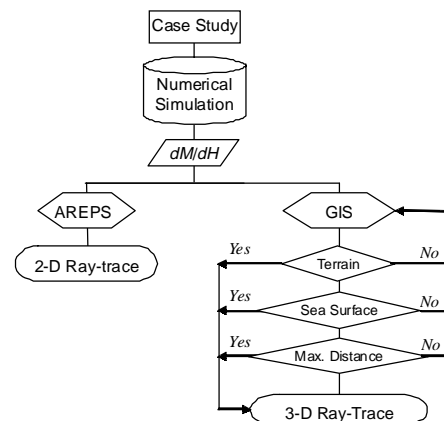 Case Study
Numerical
Simulation
dM/dH
AREPS
GIS
2-D Ray-trace
Yes
Terrain
No
Yes
Sea Surface
No
Yes
Max. Distance
No
3-D Ray-Trace